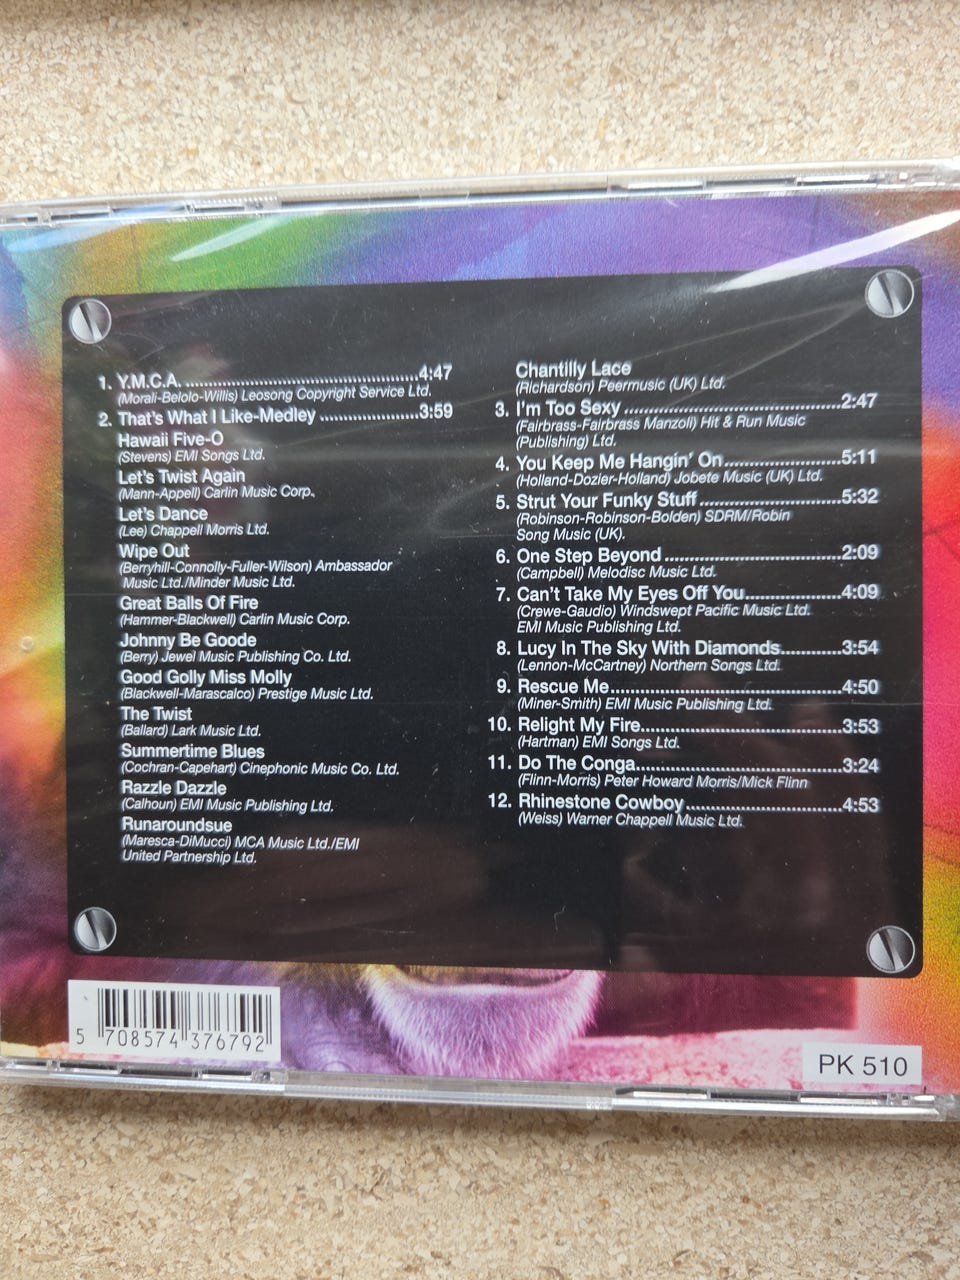 1. Y.M.C.A. ........................................................4:47
(Morali-Belolo-Willis) Leosong Copyright Service Ltd.
2. That's What I Like-Medley ........................3:59
Hawaii Five-O
(Stevens) EMI Songs Ltd.
Let's Twist Again
(Mann-Appell) Carlin Music Corp.
Let's Dance
(Lee) Chappell Morris Ltd.
Wipe Out
(Berryhill-Connolly-Fuller-Wilson) Ambassador
Music Ltd./Minder Music Ltd.
Great Balls Of Fire
(Hammer-Blackwell) Carlin Music Corp.
Johnny Be Goode
(Berry) Jewel Music Publishing Co. Ltd.
Good Golly Miss Molly
(Blackwell-Marascalco) Prestige Music Ltd.
The Twist
(Ballard) Lark Music Ltd.
Summertime Blues
(Cochran-Capehart) Cinephonic Music Co. Ltd.
Razzle Dazzle
(Calhoun) EMI Music Publishing Ltd.
Runaroundsue
(Maresca-DiMucci) MCA Music Ltd./EMI
United Partnership Ltd.
Chantilly Lace
(Richardson) Peermusic (UK) Ltd.
3. I'm Too Sexy ..................................................2:47
(Fairbrass-Fairbrass Manzoli) Hit & Run Music
(Publishing) Ltd.
4. You Keep Me Hangin' On...........................5:11
(Holland-Dozier-Holland) Jobete Music (UK) Ltd.
5. Strut Your Funky Stuff ................................5:32
(Robinson-Robinson-Bolden) SDRM/Robin
Song Music (UK).
6. One Step Beyond.........................................2:09
(Campbell) Melodisc Music Ltd.
7. Can't Take My Eyes Off You......................4:09
(Crewe-Gaudio) Windswept Pacific Music Ltd.
EMI Music Publishing Ltd.
8. Lucy In The Sky With Diamonds..............3:54
(Lennon-McCartney) Northern Songs Ltd.
9. Rescue Me.....................................................4:50
(Miner-Smith) EMI Music Publishing Ltd.
10. Relight My Fire..............................................3:53
(Hartman) EMI Songs Ltd.
11. Do The Conga...............................................3:24
(Flinn-Morris) Peter Howard Morris/Mick Flinn
12. Rhinestone Cowboy....................................4:53
(Weiss) Warner Chappell Music Ltd.
5 708574 376792
PK 510